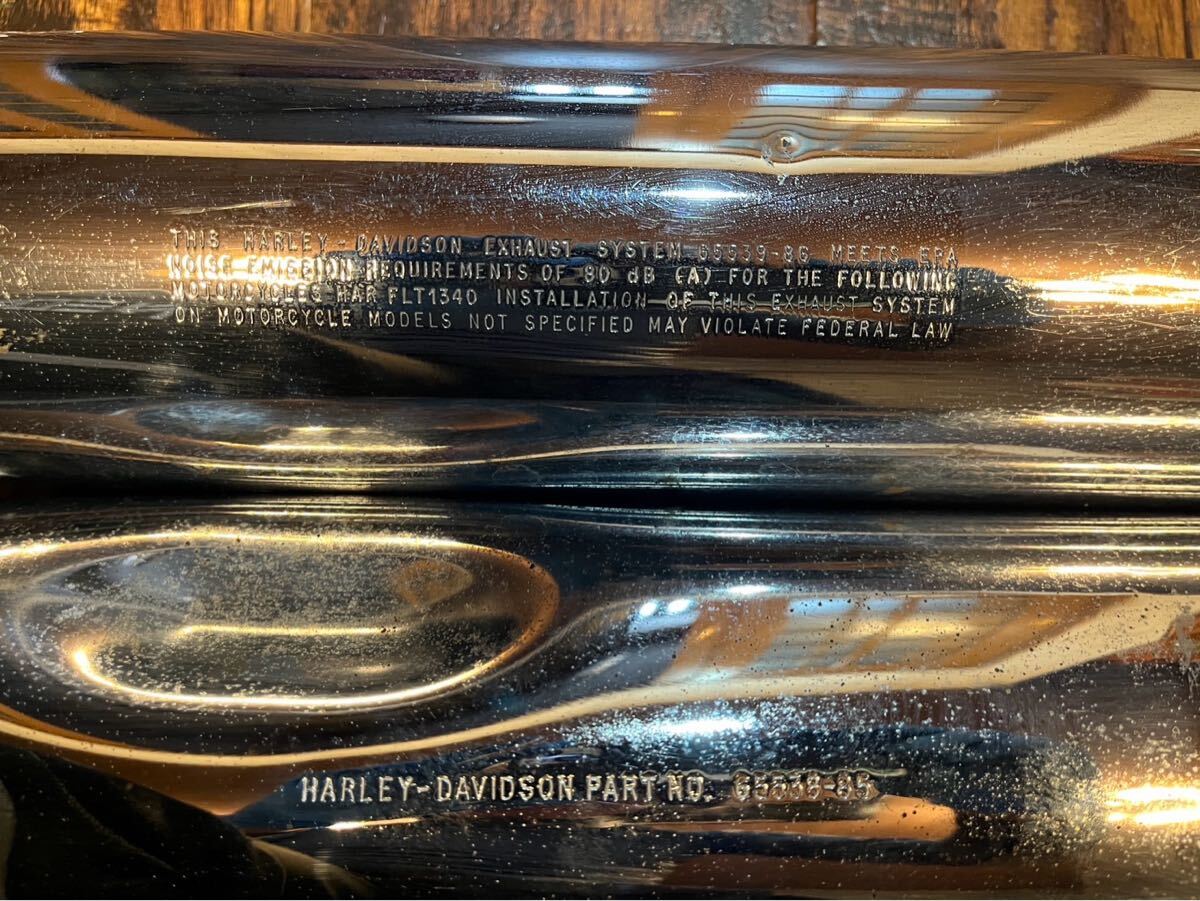 THIS HARLEY-DAVIDSON EXHAUST SYSTEM 65539-86 MEETS EPA
NOISE EMISSION REQUIREMENTS OF 80 dB (A) FOR THE FOLLOWING
MOTORCYCLES HAR FLT1340 INSTALLATION OF THIS EXHAUST SYSTEM
ON MOTORCYCLE MODELS NOT SPECIFIED MAY VIOLATE FEDERAL LAW
HARLEY-DAVIDSON PART NO.